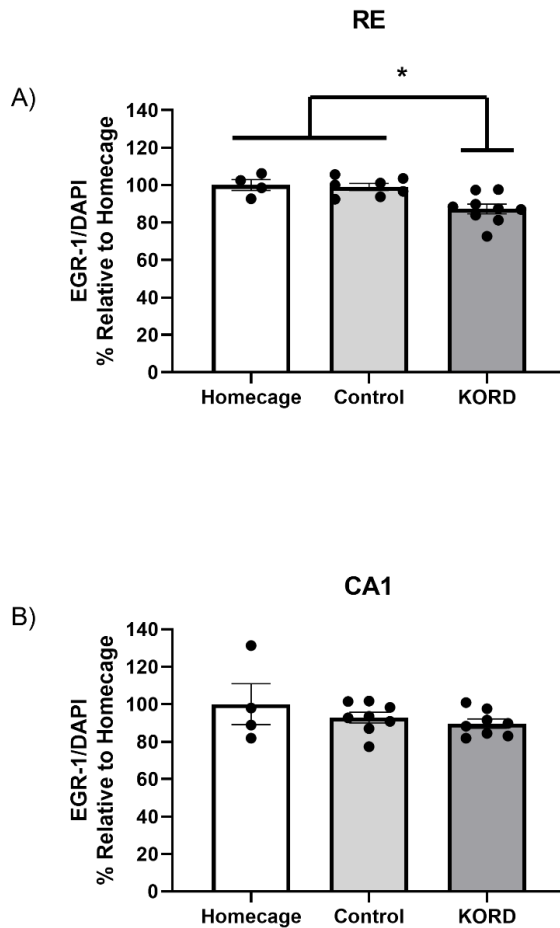 RE
A)
*
EGR-1/DAPI
% Relative to Homecage
140
120
100
80
60
40
20
0
Homecage Control KORD
CA1
B)
EGR-1/DAPI
% Relative to Homecage
140
120
100
80
60
40
20
0
Homecage Control KORD